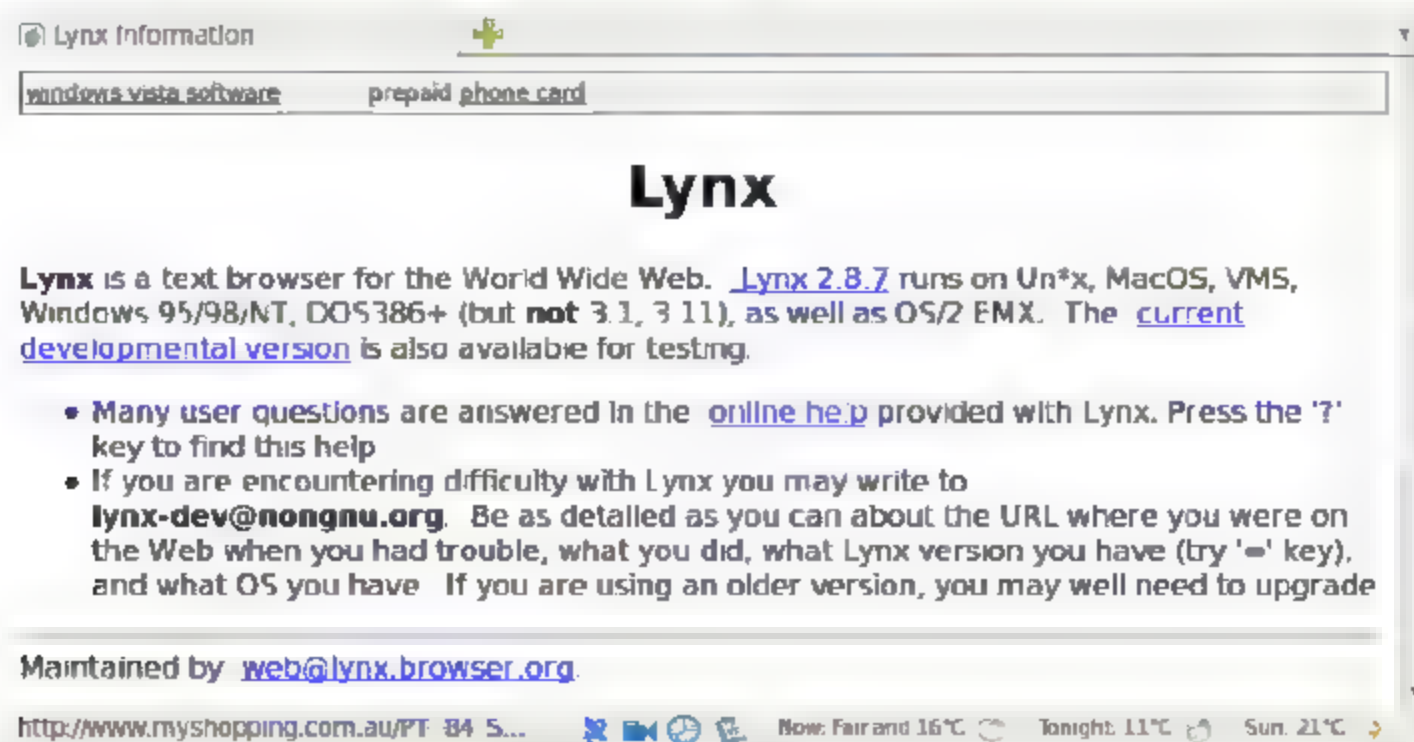 Lynx Information
windows vista software prepaid phone card
Lynx
Lynx is a text browser for the World Wide Web. Lynx 2.8.7 runs on Un*x, MacOS, VMS,
Windows 95/98/NT, DOS386+ (but not 3.1, 3.11), as well as OS/2 EMX. The current
developmental version is also available for testing.
• Many user questions are answered in the online help provided with Lynx. Press the '?'
key to find this help
• If you are encountering difficulty with Lynx you may write to
lynx-dev@nongnu.org. Be as detailed as you can about the URL where you were on
the Web when you had trouble, what you did, what Lynx version you have (try '=' key),
and what OS you have If you are using an older version, you may well need to upgrade
Maintained by web@lynx.browser.org.
http://www.myshopping.com.au/PT_84_S... Now: Fair and 16°C Tonight: 11°C Sun. 21°C